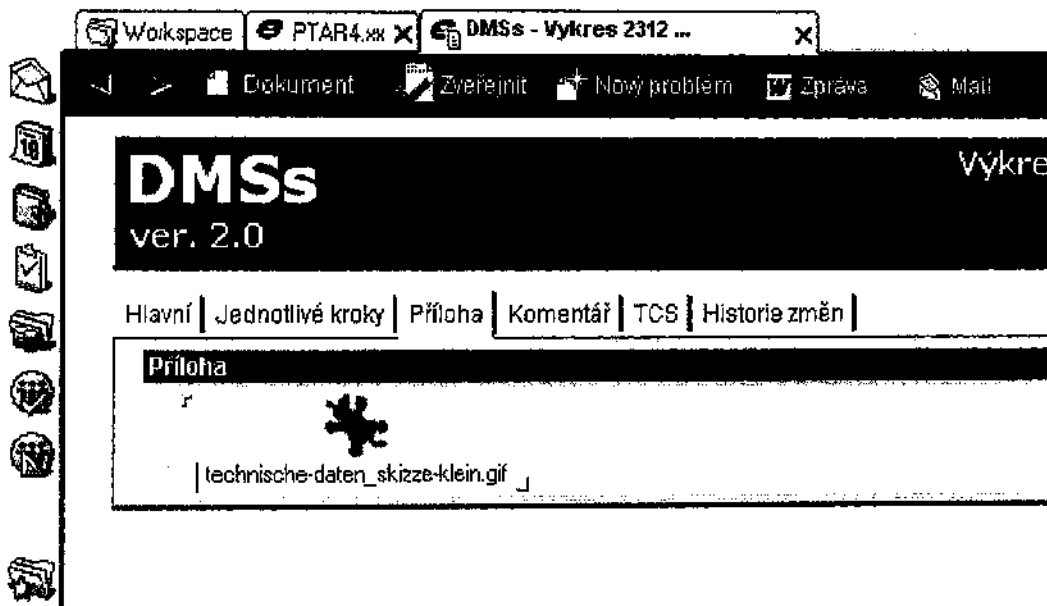 Workspace PTAR4.xx DMSs - Vykres 2312 ...
Dokument Zveřejnit Nový problém Zpráva Mail
DMSs
Výkre
ver. 2.0
Hlavní Jednotlivé kroky Příloha Komentář TCS Historie změn
Příloha
technische-daten_skizze-klein.gif